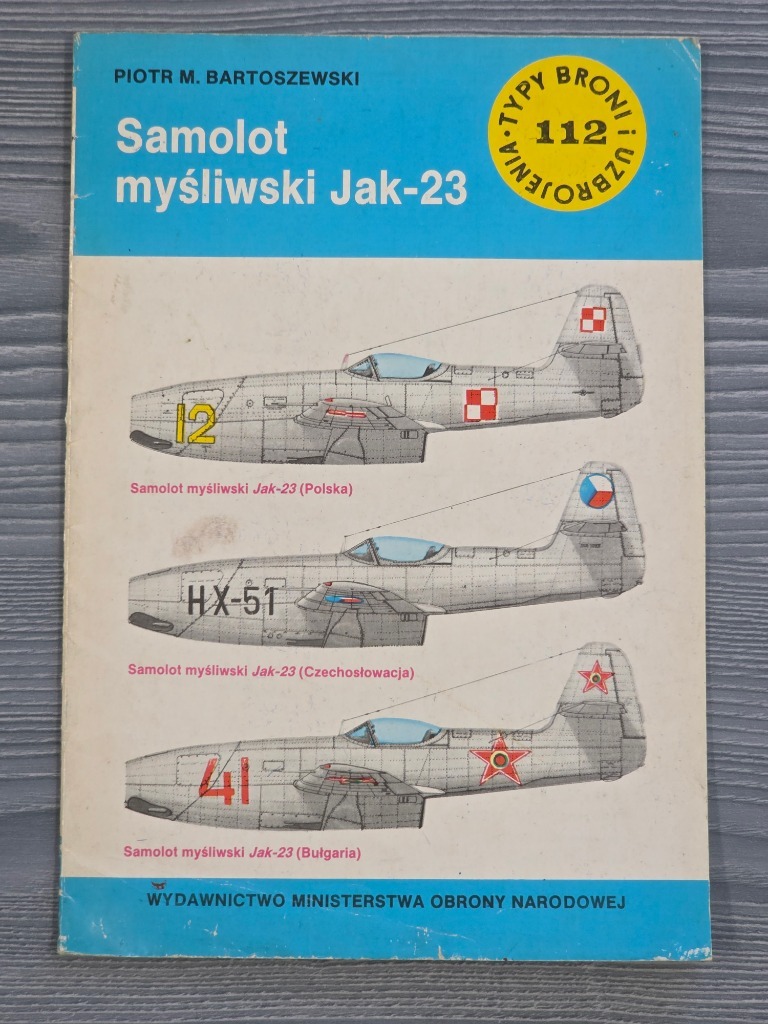 PIOTR M. BARTOSZEWSKI
Samolot
myśliwski Jak-23
TYPY BRONI i UZBROJENIA •
112
12
Samolot myśliwski Jak-23 (Polska)
HX-51
Samolot myśliwski Jak-23 (Czechosłowacja)
41
Samolot myśliwski Jak-23 (Bułgaria)
WYDAWNICTWO MINISTERSTWA OBRONY NARODOWEJ